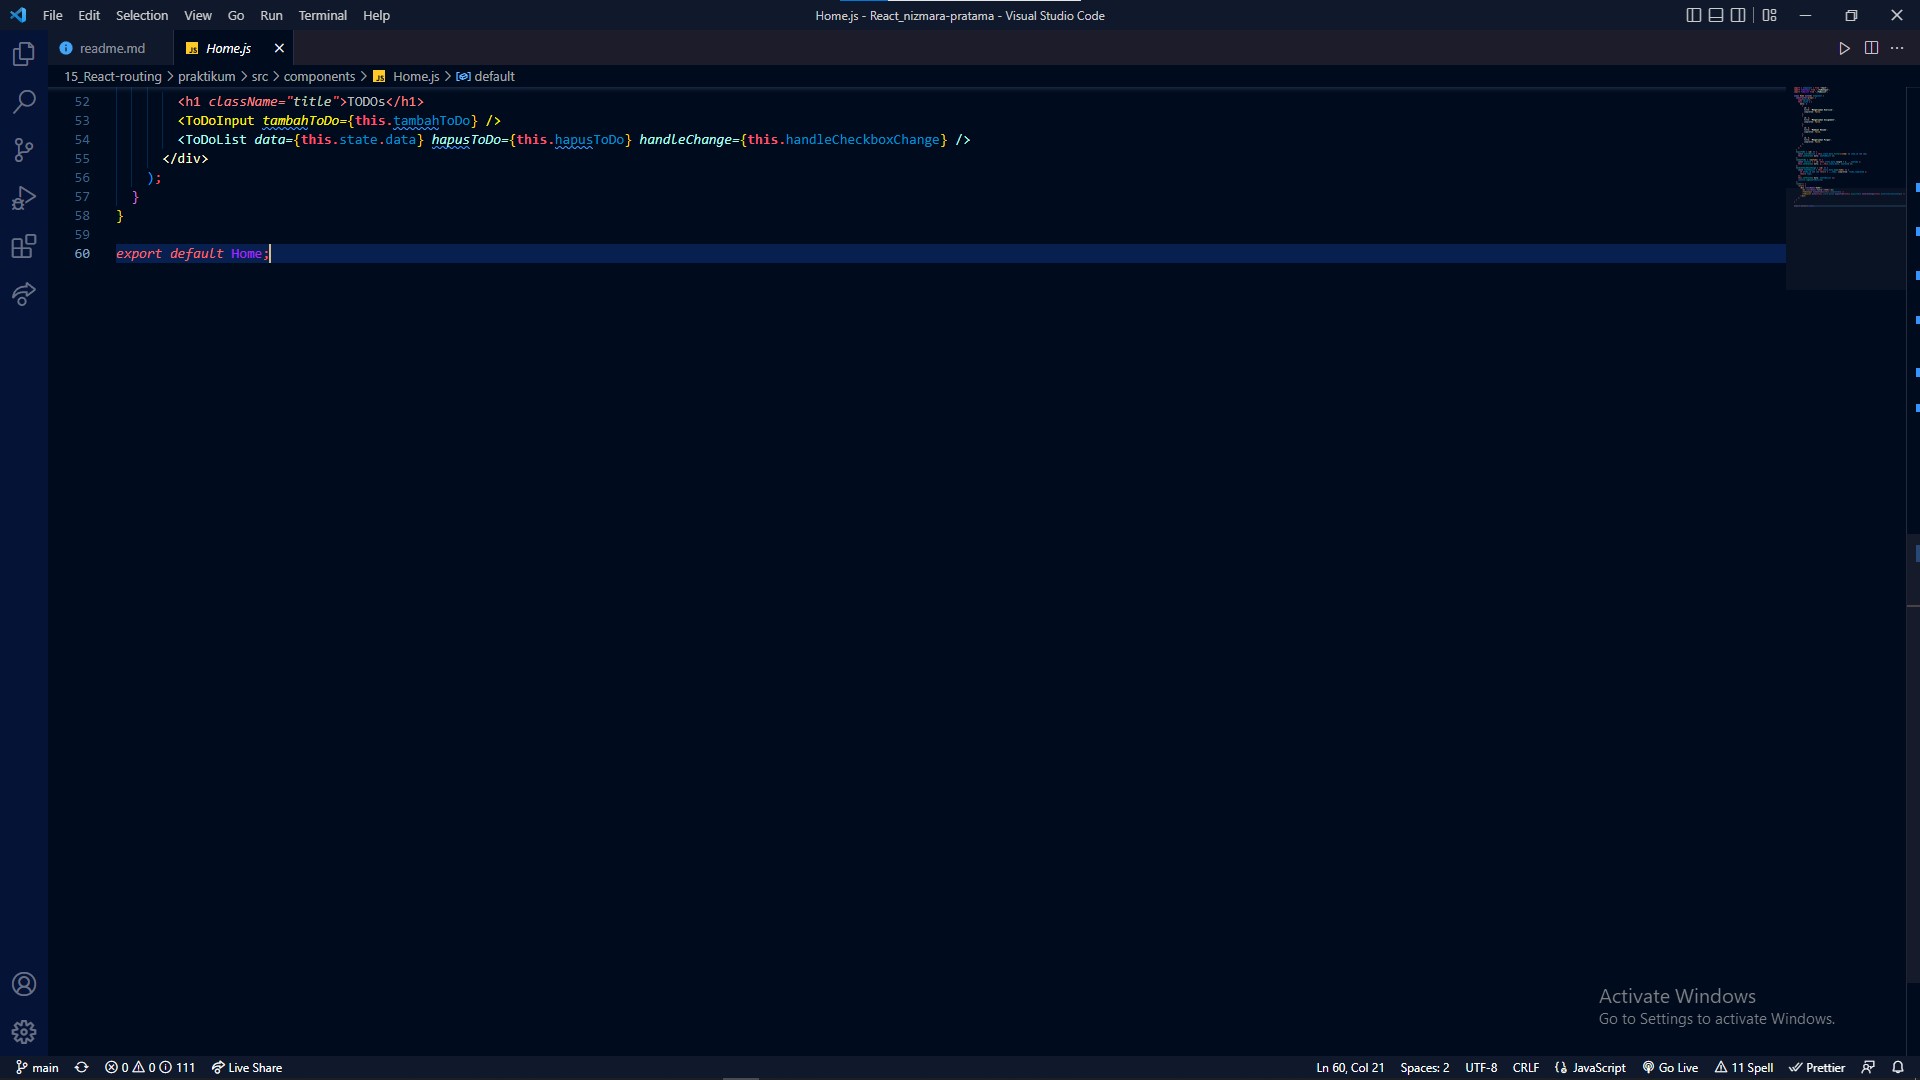 File Edit Selection View Go Run Terminal Help
Home.js - React_nizmara-pratama - Visual Studio Code
readme.md
JS Home.js
15_React-routing > praktikum > src > components > JS Home.js > default
52 <h1 className="title">TODOs</h1>
53 <ToDoInput tambahToDo={this.tambahToDo} />
54 <ToDoList data={this.state.data} hapusToDo={this.hapusToDo} handleChange={this.handleCheckboxChange} />
55 </div>
56 );
57 }
58 }
59
60 export default Home;
Activate Windows
Go to Settings to activate Windows.
main 0 0 111 Live Share
Ln 60, Col 21 Spaces: 2 UTF-8 CRLF {} JavaScript Go Live 11 Spell Prettier